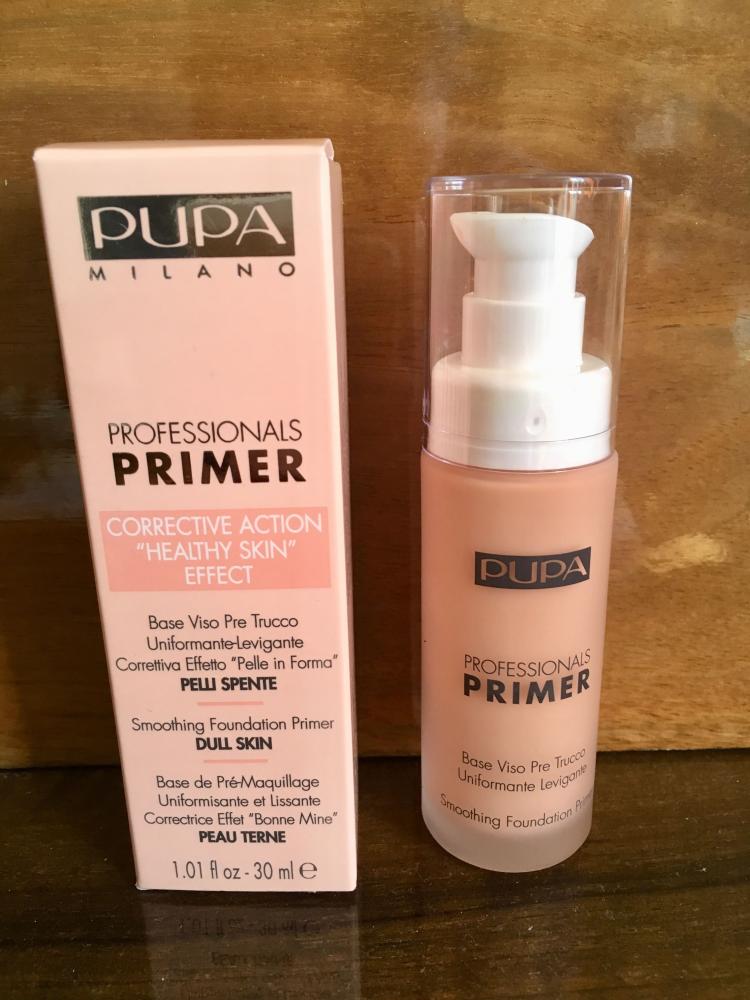 PUPA
MILANO
PROFESSIONALS
PRIMER
CORRECTIVE ACTION
"HEALTHY SKIN"
EFFECT
Base Viso Pre Trucco
Uniformante-Levigante
Correttiva Effetto "Pelle in Forma"
PELLI SPENTE
Smoothing Foundation Primer
DULL SKIN
Base de Pré-Maquillage
Uniformisante et Lissante
Correctrice Effet "Bonne Mine"
PEAU TERNE
1.01 fl oz - 30 ml ℮
PUPA
PROFESSIONALS
PRIMER
Base Viso Pre Trucco
Uniformante Levigante
Smoothing Foundation